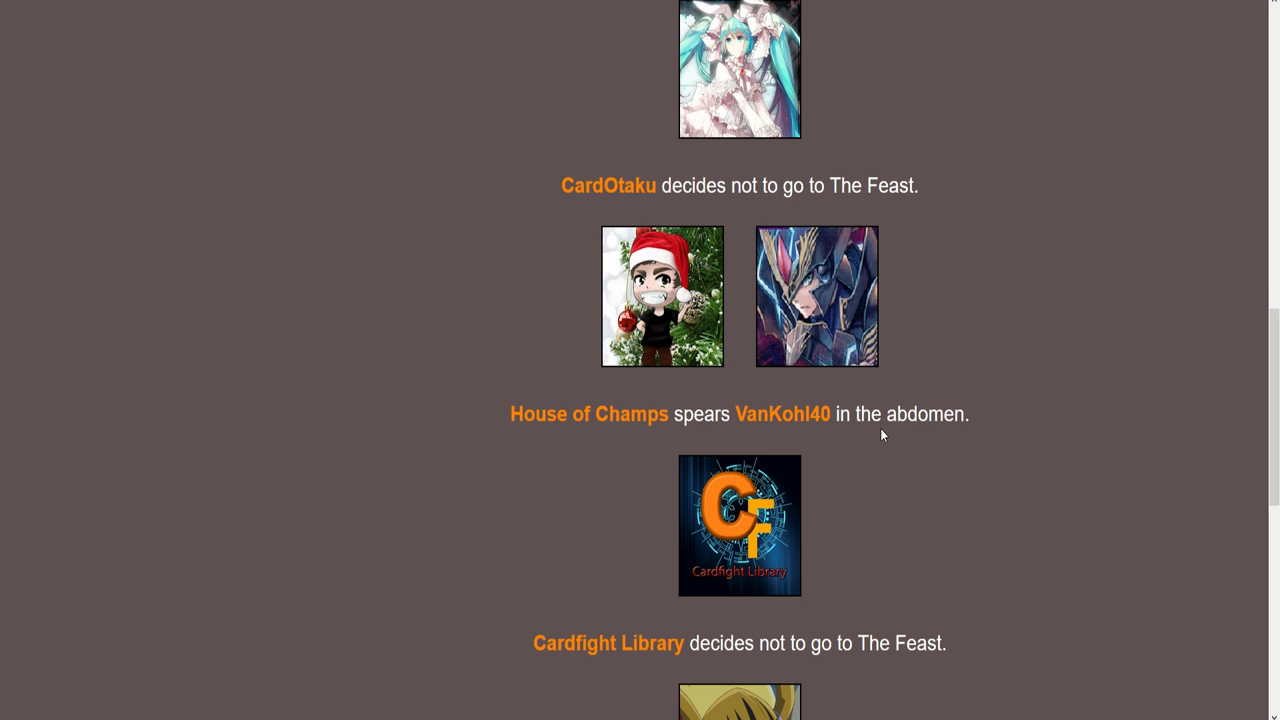 CardOtaku decides not to go to The Feast.
House of Champs spears VanKohl40 in the abdomen.
CF
Cardfight Library
Cardfight Library decides not to go to The Feast.